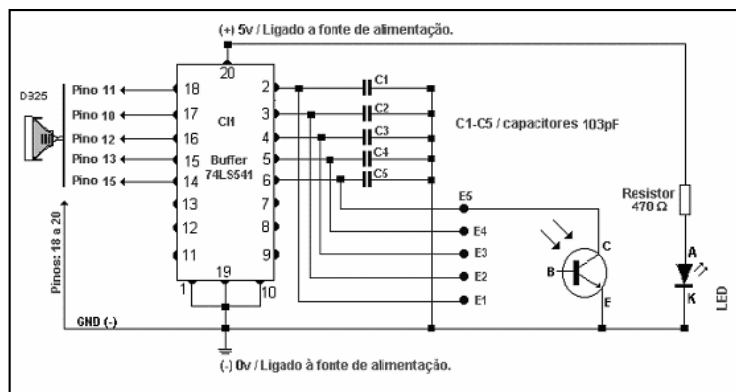 (+) 5v / Ligado a fonte de alimentação.
20
DB25
Pino 11
18
2
C1
Pino 10
17
3
C2
Pino 12
16
CI1
4
C3
C1-C5 / capacitores 103pF
Pino 13
15
Buffer
5
C4
Pino 15
14
74LS541
6
C5
13
7
E5
Resistor
470 Ω
12
8
E4
11
9
E3
C
A
Pinos: 18 a 20
19
E2
B
K
1
10
E1
E
LED
GND (-)
(-) 0v / Ligado à fonte de alimentação.